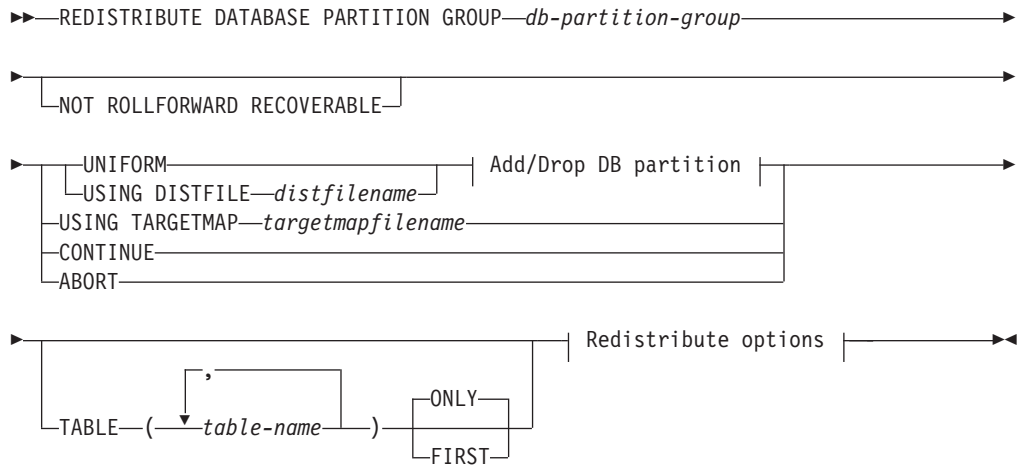 REDISTRIBUTE DATABASE PARTITION GROUP db-partition-group
NOT ROLLFORWARD RECOVERABLE
UNIFORM
Add/Drop DB partition
USING DISTFILE distfilename
USING TARGETMAP targetmapfilename
CONTINUE
ABORT
Redistribute options
,
ONLY
TABLE ( table-name )
FIRST